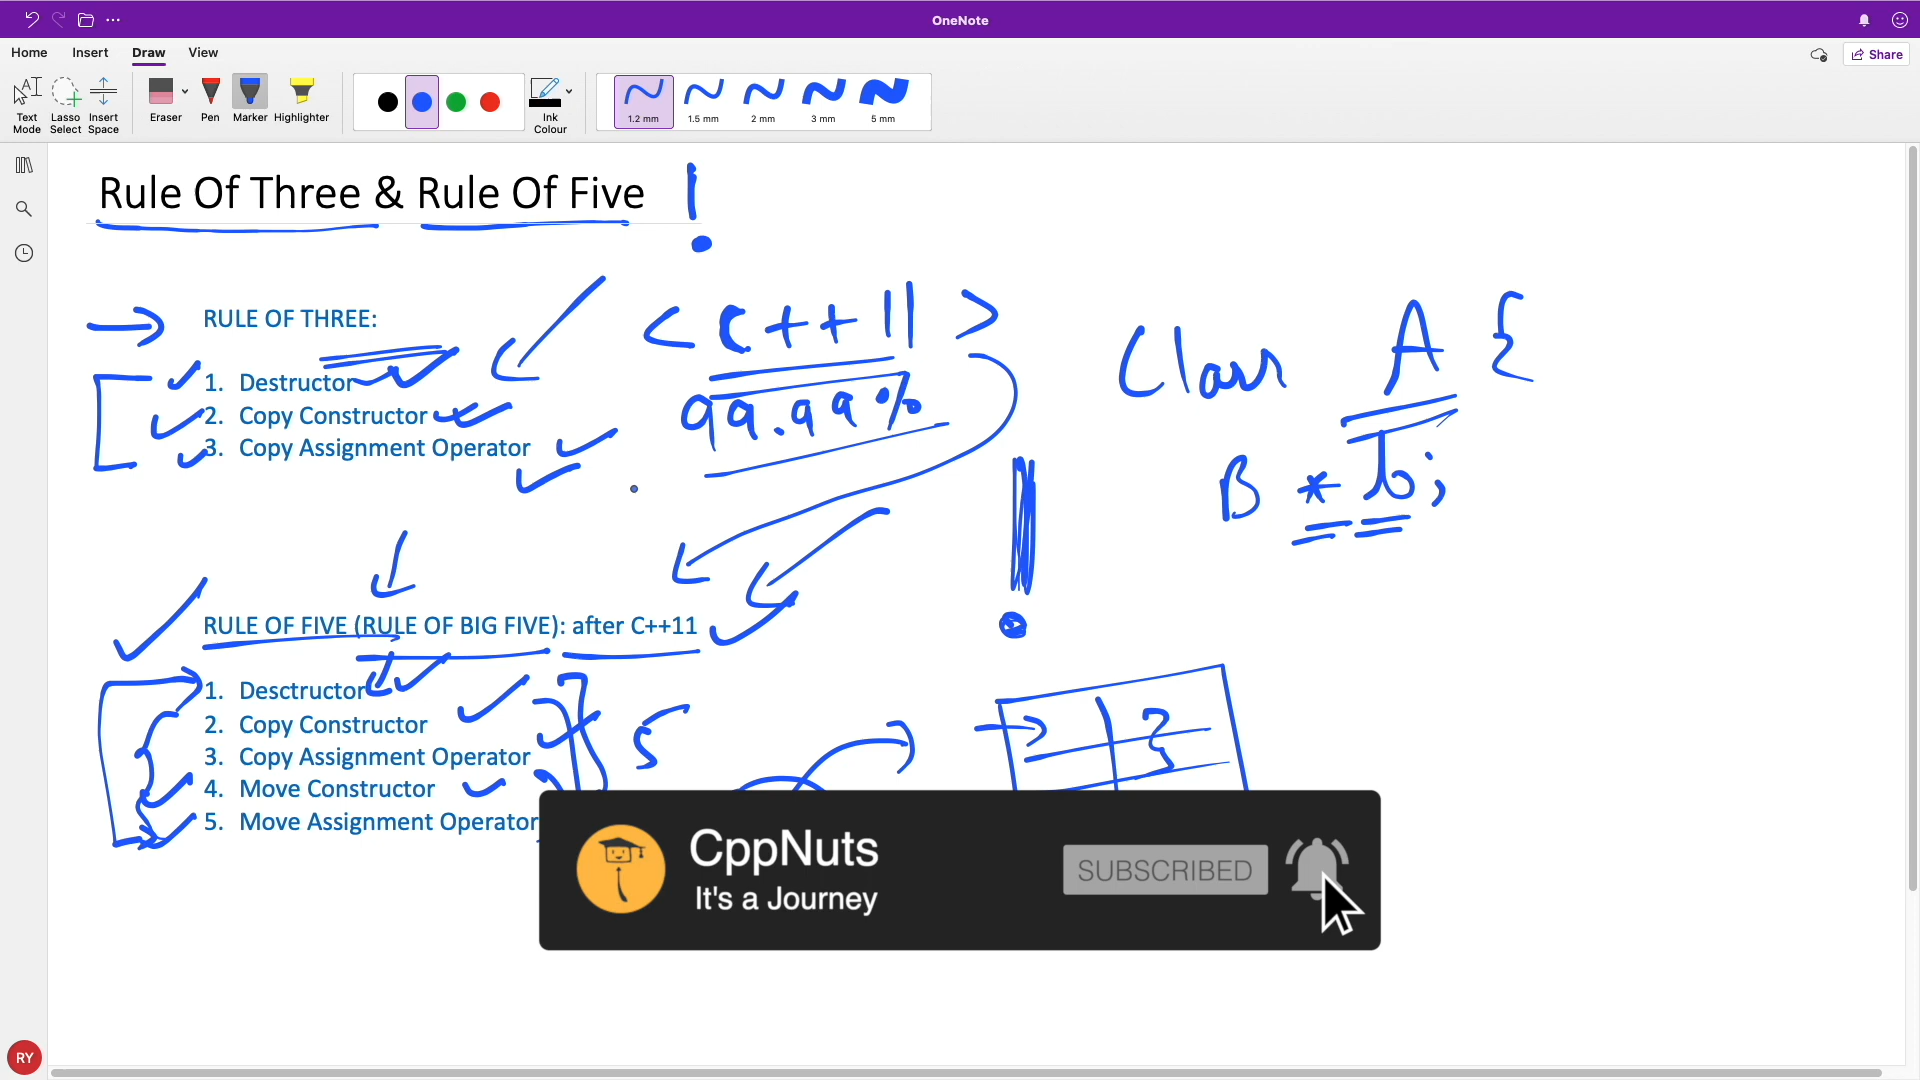 OneNote
Home Insert Draw View
Share
Text Mode
Lasso Select
Insert Space
Eraser
Pen
Marker
Highlighter
Ink Colour
1.2 mm
1.5 mm
2 mm
3 mm
5 mm
Rule Of Three & Rule Of Five !
RULE OF THREE:
1. Destructor
2. Copy Constructor
3. Copy Assignment Operator
< C++11 >
99.99%
Class A {
B * b;
RULE OF FIVE (RULE OF BIG FIVE): after C++11
1. Desctructor
2. Copy Constructor
3. Copy Assignment Operator
4. Move Constructor
5. Move Assignment Operator
5
CppNuts
It's a Journey
SUBSCRIBED
RY